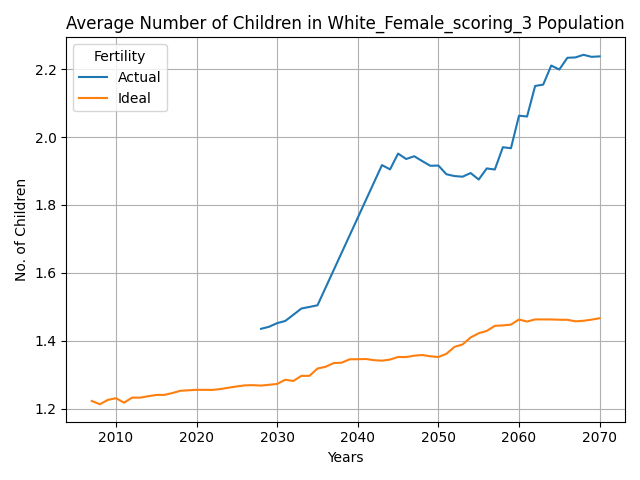 Average Number of Children in White_Female_scoring_3 Population
Fertility
Actual
Ideal
No. of Children
2.2
2.0
1.8
1.6
1.4
1.2
2010 2020 2030 2040 2050 2060 2070
Years